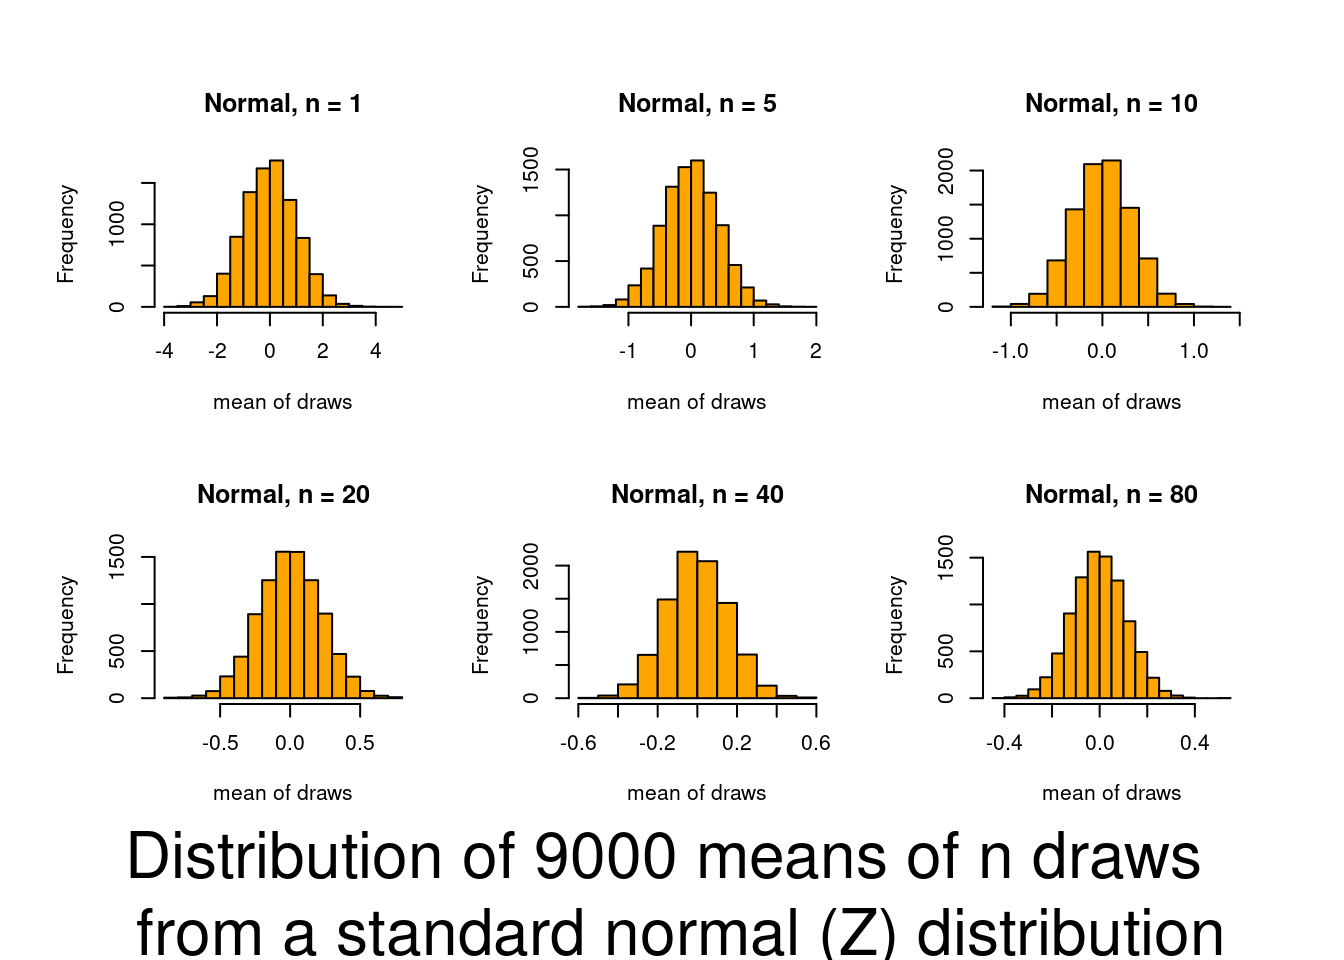 Normal, n = 1
Frequency
0 1000
-4 -2 0 2 4
mean of draws
Normal, n = 5
Frequency
0 500 1500
-1 0 1 2
mean of draws
Normal, n = 10
Frequency
0 1000 2000
-1.0 0.0 1.0
mean of draws
Normal, n = 20
Frequency
0 500 1500
-0.5 0.0 0.5
mean of draws
Normal, n = 40
Frequency
0 1000 2000
-0.6 -0.2 0.2 0.6
mean of draws
Normal, n = 80
Frequency
0 500 1500
-0.4 0.0 0.4
mean of draws
Distribution of 9000 means of n draws
from a standard normal (Z) distribution